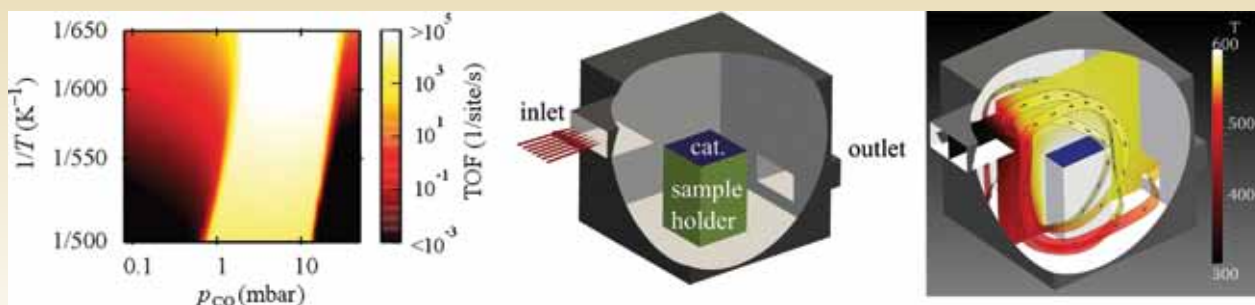 1/650
1/600
1/550
1/500
1/T (K⁻¹)
0.1
1
10
pCO (mbar)
>10⁵
10³
10¹
10⁻¹
<10⁻³
TOF (1/site/s)
inlet
cat.
sample
holder
outlet
T
600
500
400
300